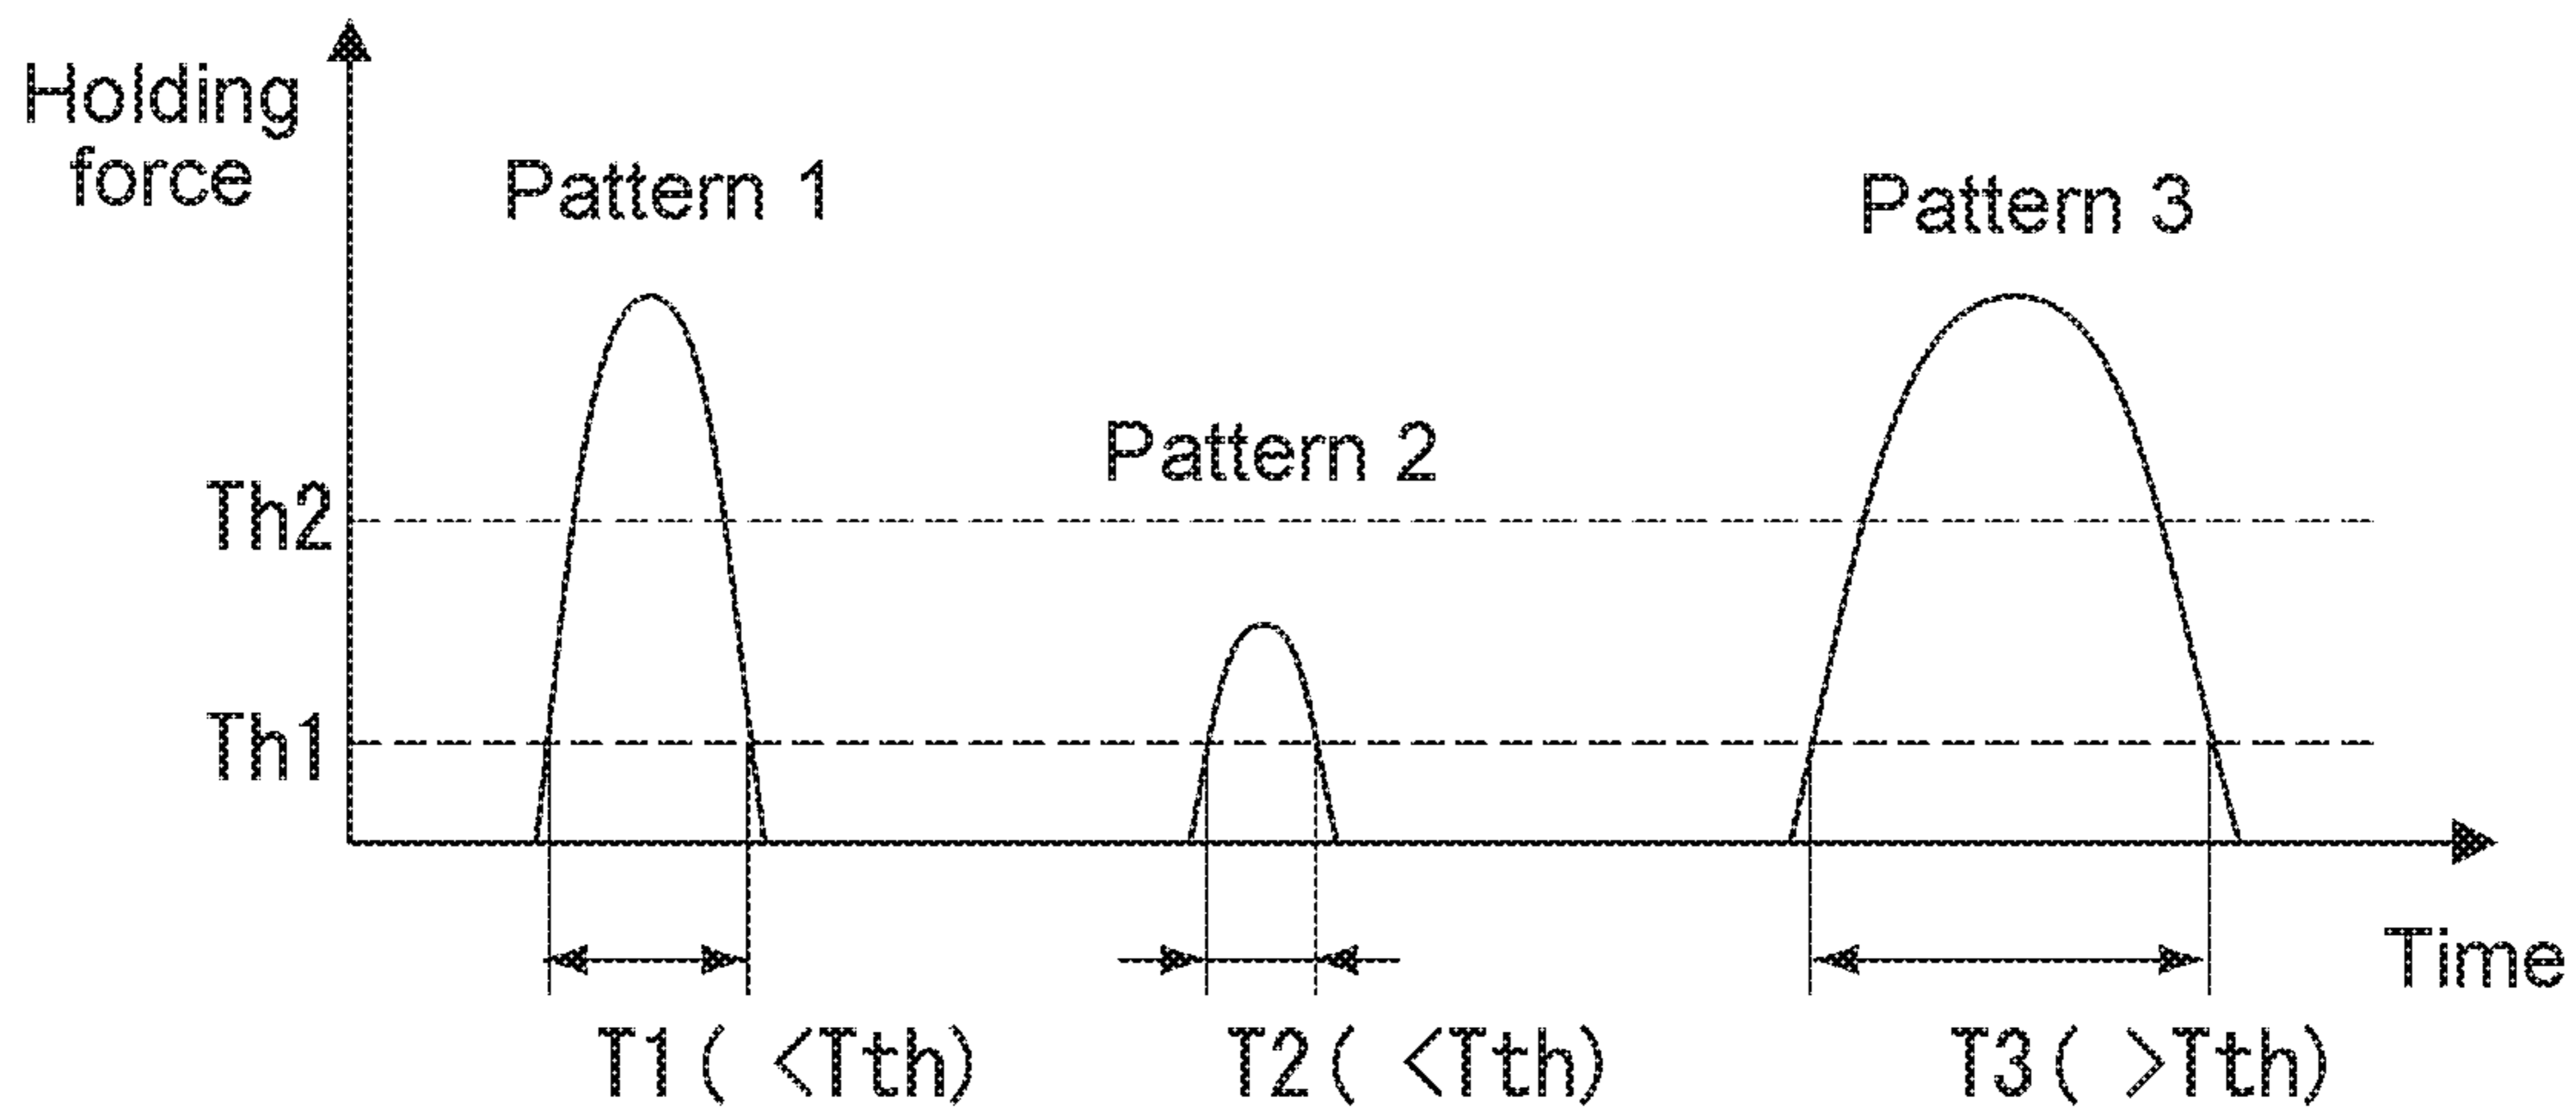 Holding
force
Pattern 1
Pattern 3
Pattern 2
Th2
Th1
Time
T1( <Tth)
T2( <Tth)
T3( >Tth)